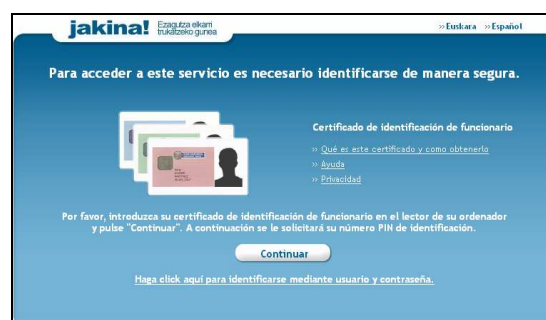 jakina! Ezagutza elkarri
trukatzeko gunea
»Euskara »Español
Para acceder a este servicio es necesario identificarse de manera segura.
Certificado de identificación de funcionario
» Qué es este certificado y como obtenerlo
» Ayuda
» Privacidad
Por favor, introduzca su certificado de identificación de funcionario en el lector de su ordenador
y pulse "Continuar". A continuación se le solicitará su número PIN de identificación.
Continuar
Haga click aquí para identificarse mediante usuario y contraseña.